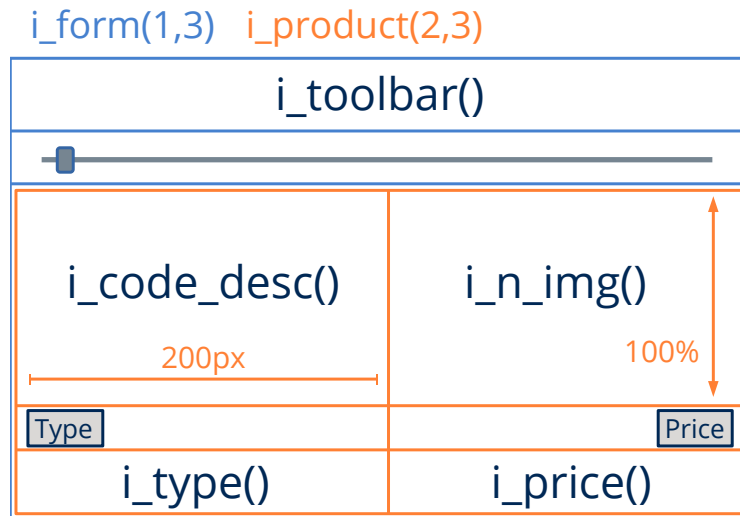 i_form(1,3) i_product(2,3)
i_toolbar()
i_code_desc() i_n_img()
200px 100%
Type Price
i_type() i_price()